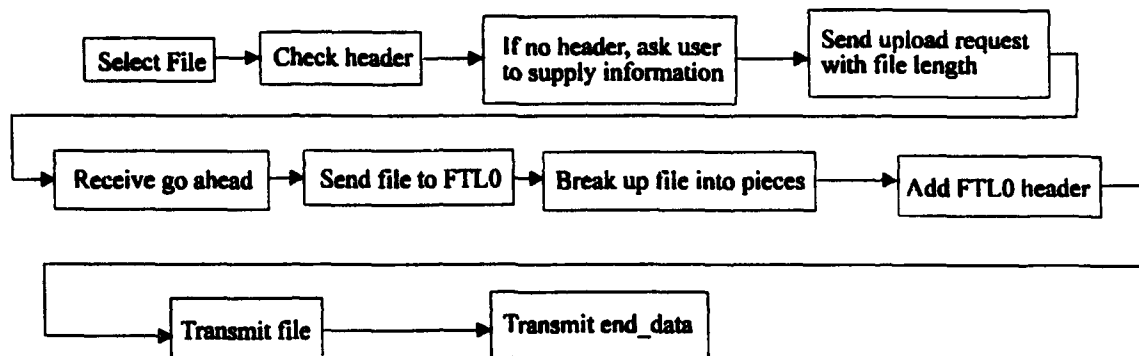 Select File
Check header
If no header, ask user
to supply information
Send upload request
with file length
Receive go ahead
Send file to FTL0
Break up file into pieces
Add FTL0 header
Transmit file
Transmit end_data